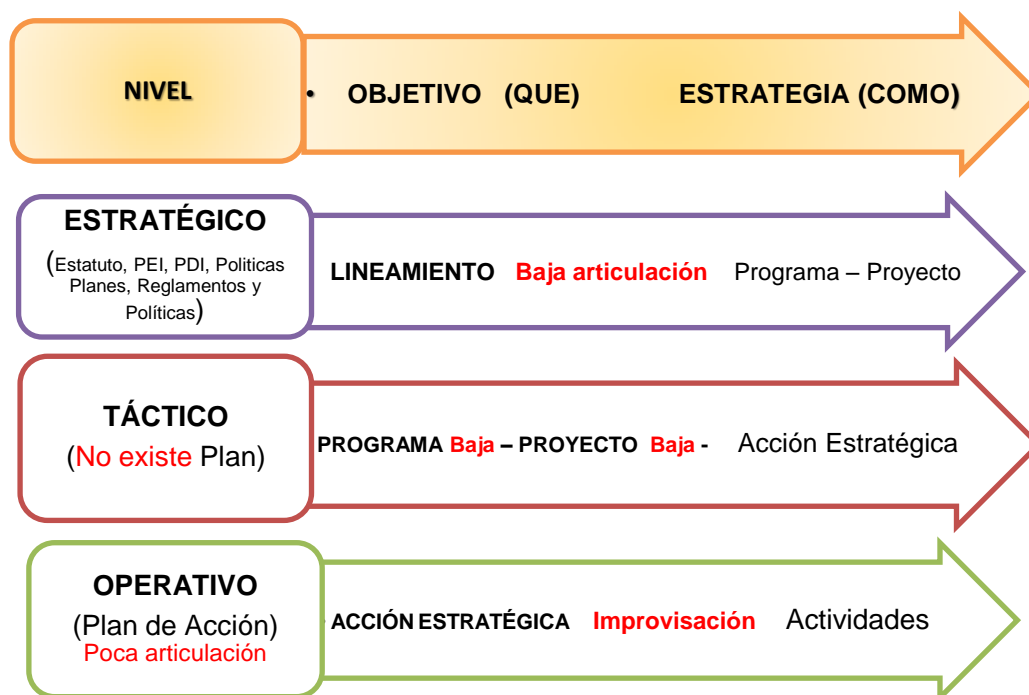 NIVEL
• OBJETIVO (QUE) ESTRATEGIA (COMO)
ESTRATÉGICO
(Estatuto, PEI, PDI, Politicas
Planes, Reglamentos y
Políticas)
LINEAMIENTO Baja articulación Programa – Proyecto
TÁCTICO
(No existe Plan)
PROGRAMA Baja – PROYECTO Baja - Acción Estratégica
OPERATIVO
(Plan de Acción)
Poca articulación
ACCIÓN ESTRATÉGICA Improvisación Actividades